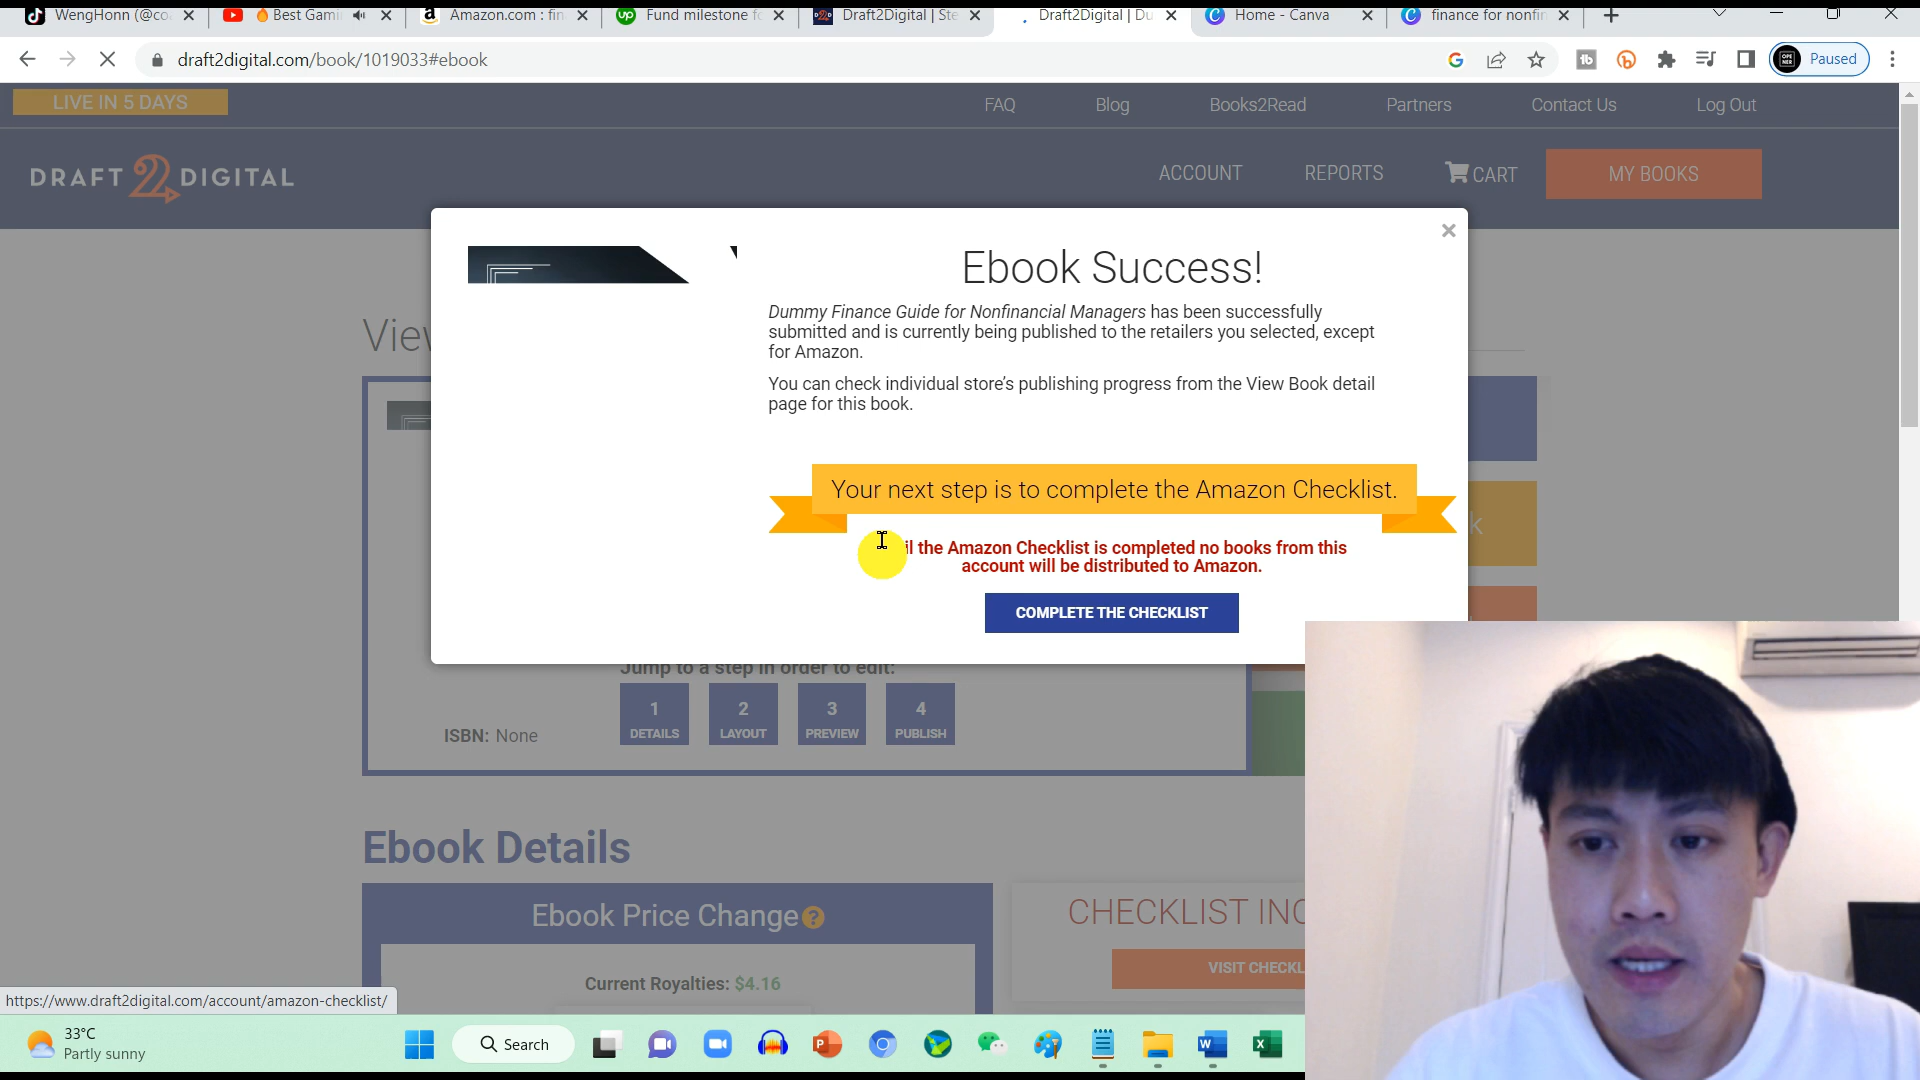 WengHonn (@co
Best Gami
Amazon.com : fin
Fund milestone f
Draft2Digital | Ste
Draft2Digital | Du
Home - Canva
finance for nonfin
draft2digital.com/book/1019033#ebook
Paused
LIVE IN 5 DAYS
FAQ
Blog
Books2Read
Partners
Contact Us
Log Out
DRAFT 2 DIGITAL
ACCOUNT
REPORTS
CART
MY BOOKS
View
Ebook Success!
Dummy Finance Guide for Nonfinancial Managers has been successfully
submitted and is currently being published to the retailers you selected, except
for Amazon.
You can check individual store's publishing progress from the View Book detail
page for this book.
Your next step is to complete the Amazon Checklist.
il the Amazon Checklist is completed no books from this
account will be distributed to Amazon.
COMPLETE THE CHECKLIST
Jump to a step in order to edit:
1
DETAILS
2
LAYOUT
3
PREVIEW
4
PUBLISH
ISBN: None
Ebook Details
Ebook Price Change
Current Royalties: $4.16
CHECKLIST INC
VISIT CHECKL
https://www.draft2digital.com/account/amazon-checklist/
33°C
Partly sunny
Search